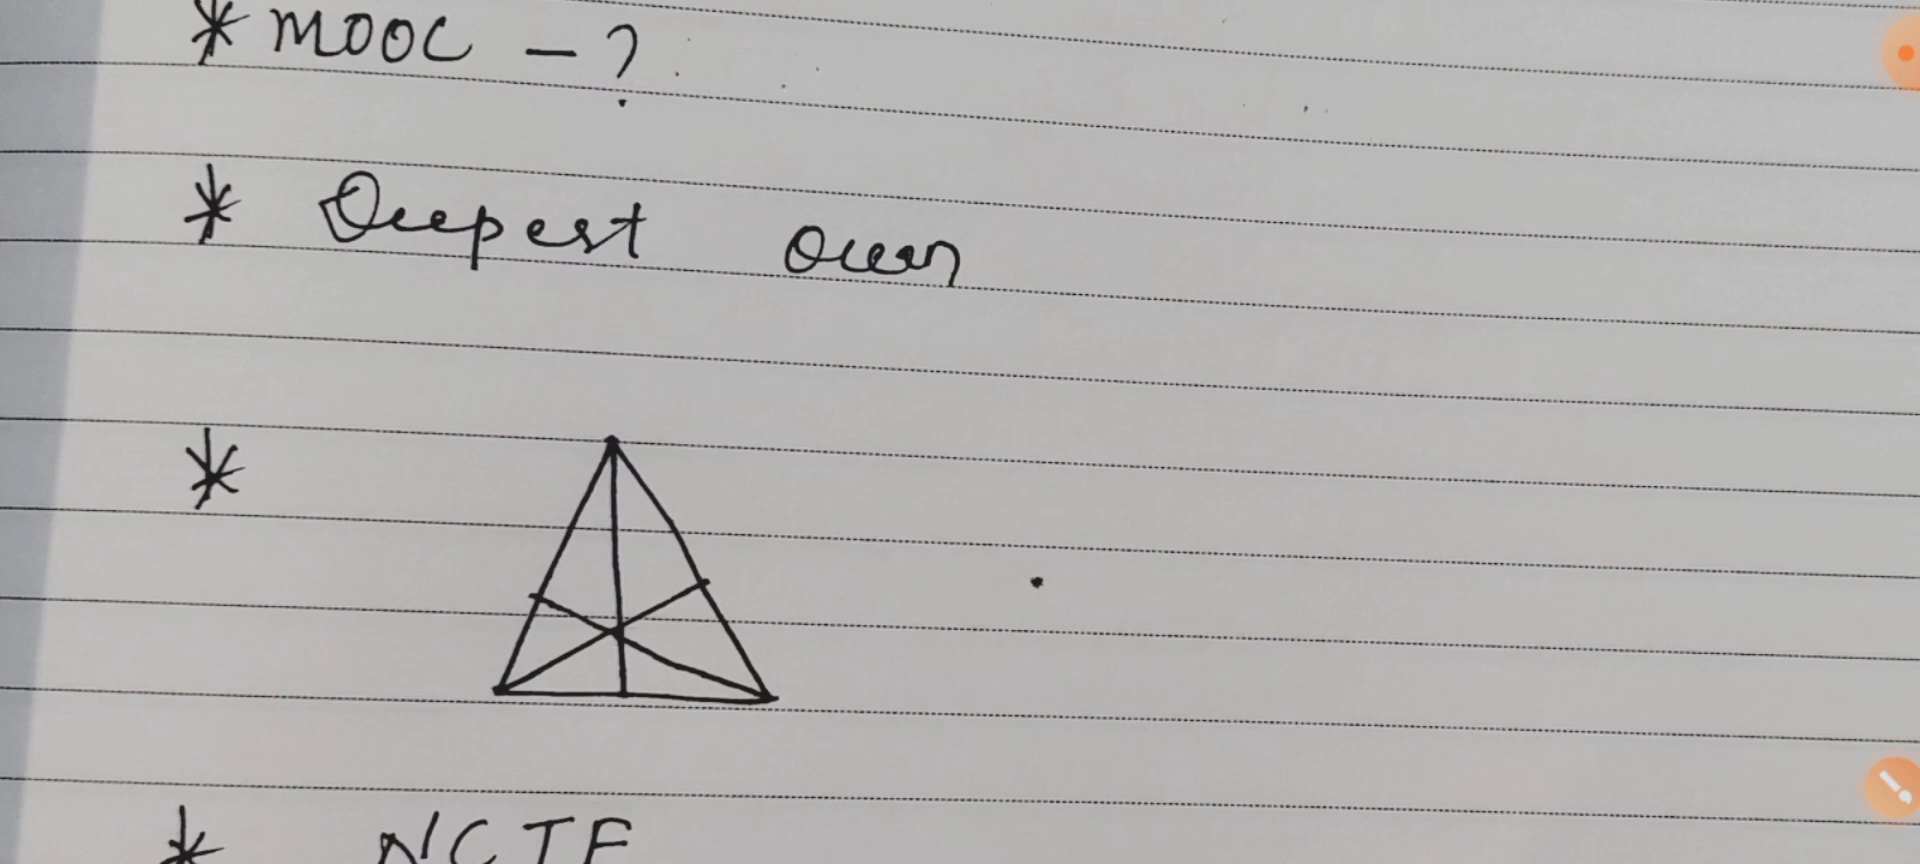 * MOOC - ?
* Deepest Ocean
*
* NCTE